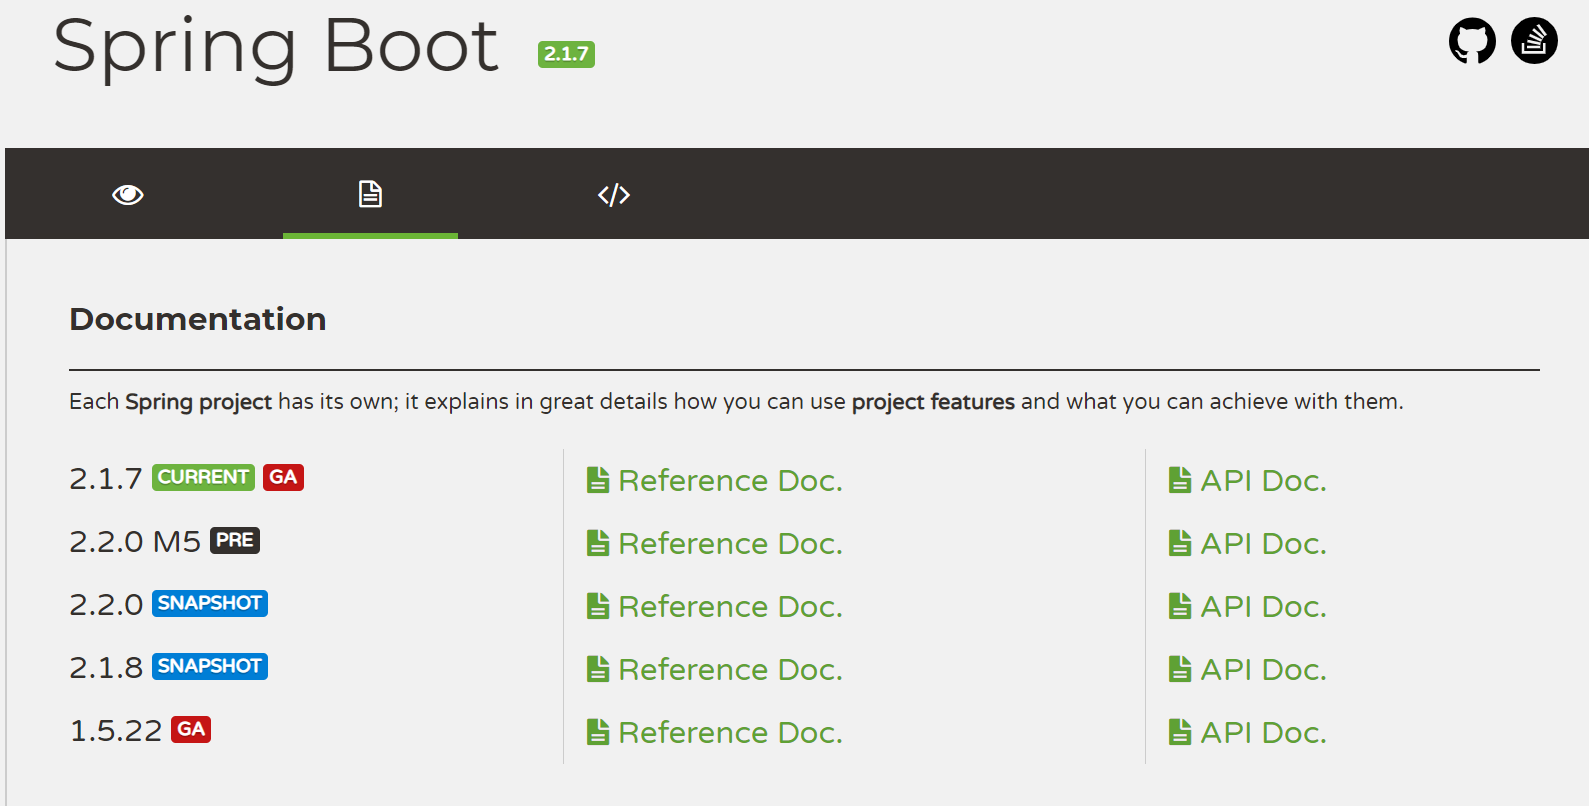 Spring Boot 2.1.7
Documentation
Each Spring project has its own; it explains in great details how you can use project features and what you can achieve with them.
2.1.7 CURRENT GA Reference Doc. API Doc.
2.2.0 M5 PRE Reference Doc. API Doc.
2.2.0 SNAPSHOT Reference Doc. API Doc.
2.1.8 SNAPSHOT Reference Doc. API Doc.
1.5.22 GA Reference Doc. API Doc.